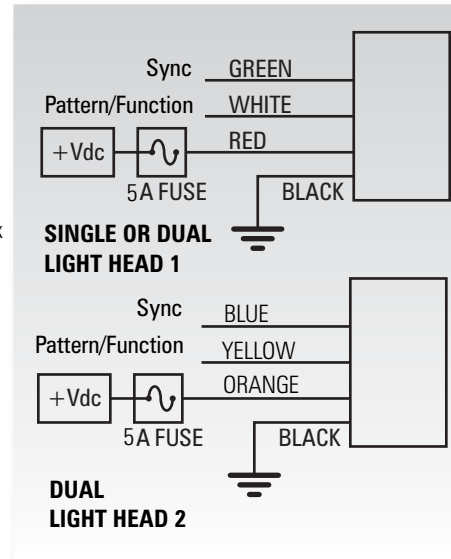 Sync GREEN
Pattern/Function WHITE
+Vdc RED
5A FUSE BLACK
x
SINGLE OR DUAL
LIGHT HEAD 1
Sync BLUE
Pattern/Function YELLOW
+Vdc ORANGE
5A FUSE BLACK
DUAL
LIGHT HEAD 2